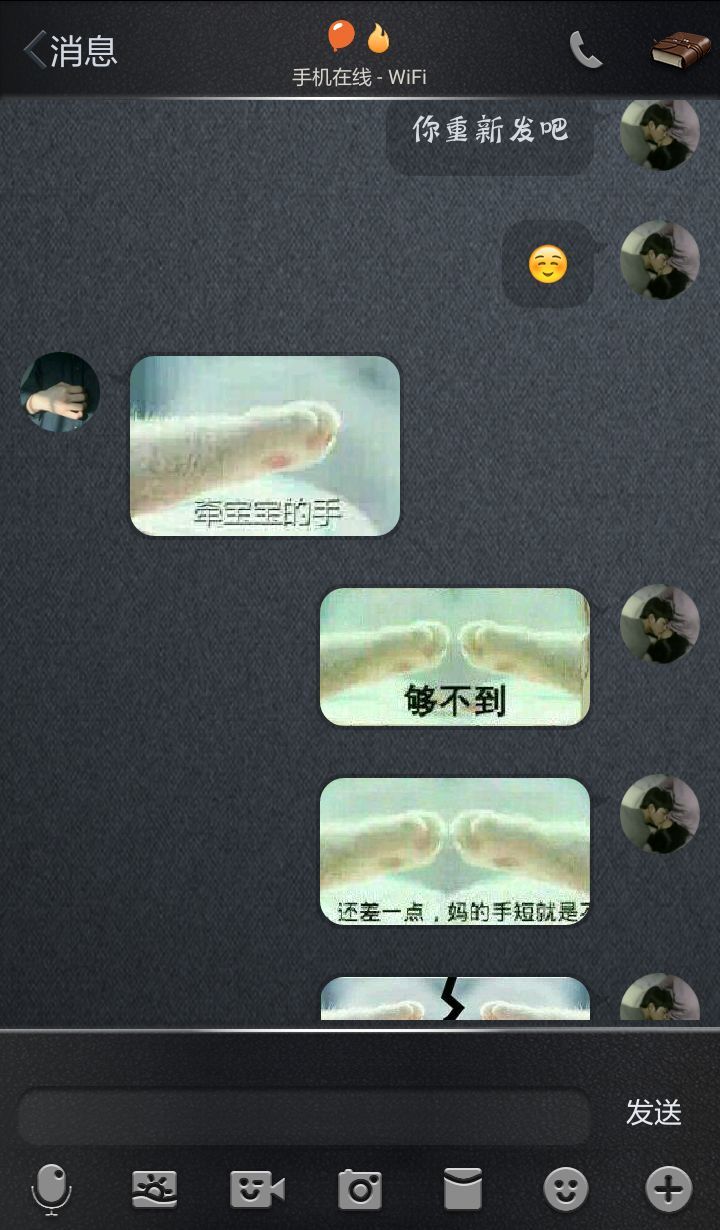 消息
手机在线 - WiFi
你重新发吧
牵宝宝的手
够不到
还差一点，妈的手短就是不
发送